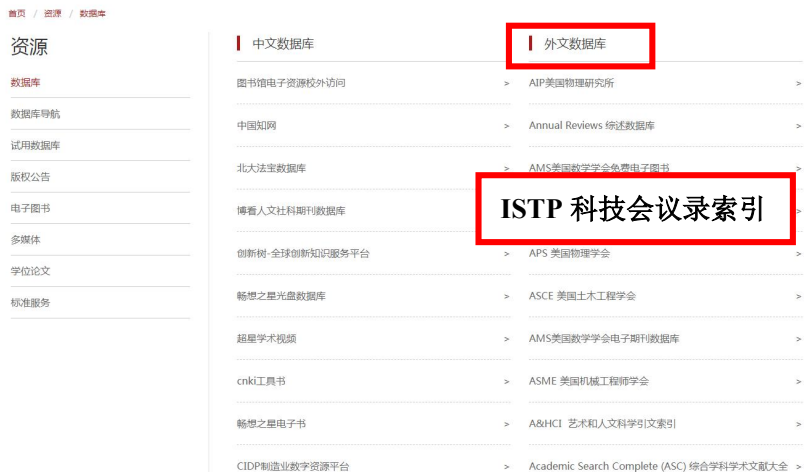 首页 / 资源 / 数据库
资源
数据库
数据库导航
试用数据库
版权公告
电子图书
多媒体
学位论文
标准服务
中文数据库
图书馆电子资源校外访问 >
中国知网 >
北大法宝数据库 >
博看人文社科期刊数据库
创新树-全球创新知识服务平台 >
畅想之星光盘数据库 >
超星学术视频 >
cnki工具书 >
畅想之星电子书 >
CIDP制造业数字资源平台 >
外文数据库
AIP美国物理研究所 >
Annual Reviews 综述数据库 >
AMS美国数学学会免费电子图书
ISTP 科技会议录索引
APS 美国物理学会 >
ASCE 美国土木工程学会 >
AMS美国数学学会电子期刊数据库 >
ASME 美国机械工程师学会 >
A&HCI 艺术和人文科学引文索引 >
Academic Search Complete (ASC) 综合学科学术文献大全 >